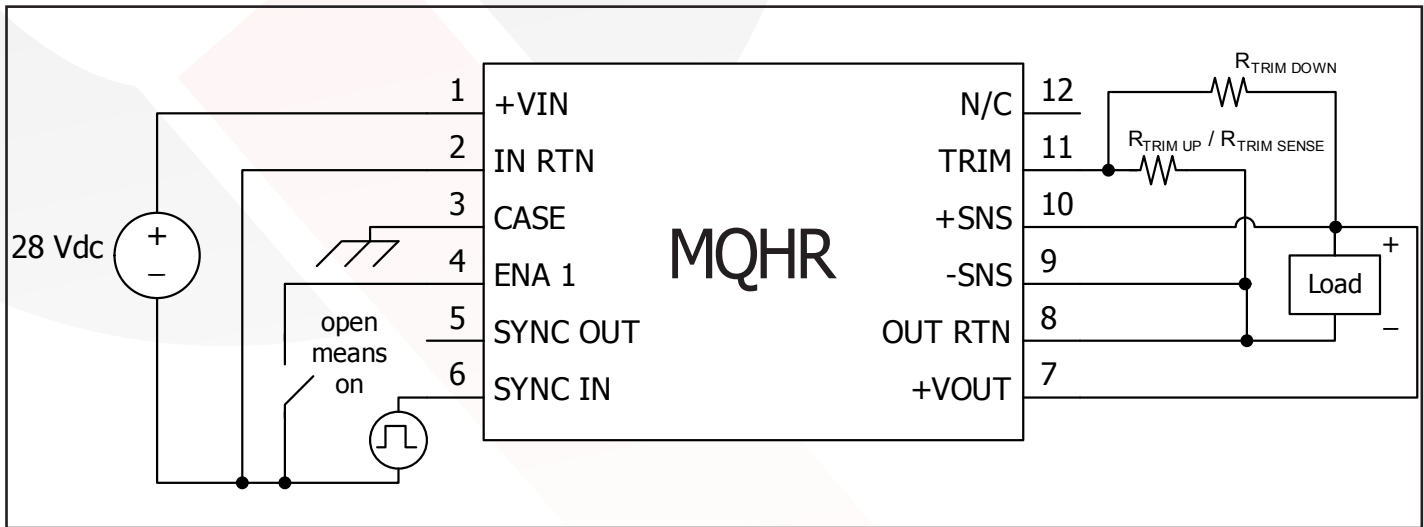 28 Vdc
+
−
1
+VIN
2
IN RTN
3
CASE
4
ENA 1
5
SYNC OUT
6
SYNC IN
open
means
on
MQHR
N/C
12
TRIM
11
+SNS
10
-SNS
9
OUT RTN
8
+VOUT
7
RTRIM DOWN
RTRIM UP / RTRIM SENSE
+
Load
−